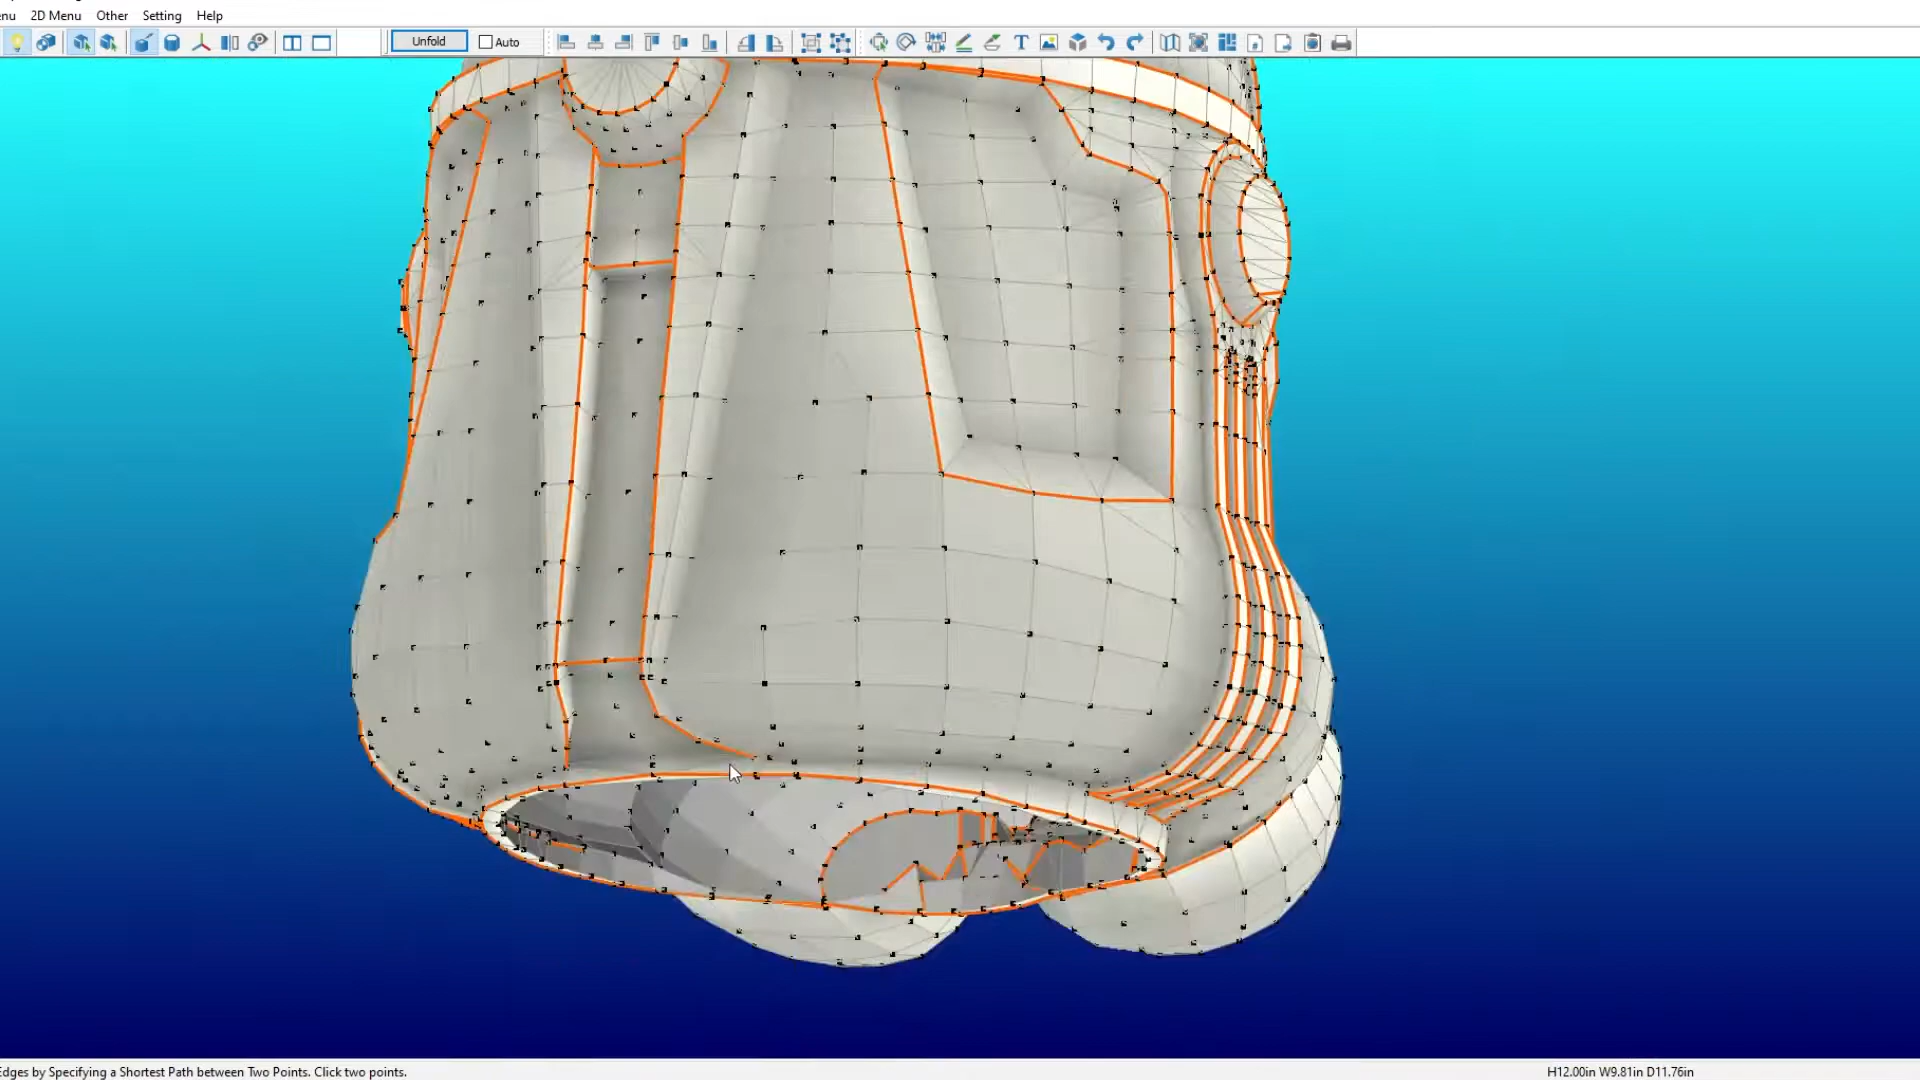 enu 2D Menu Other Setting Help
Unfold Auto
Edges by Specifying a Shortest Path between Two Points. Click two points.
H12.00in W9.81in D11.76in